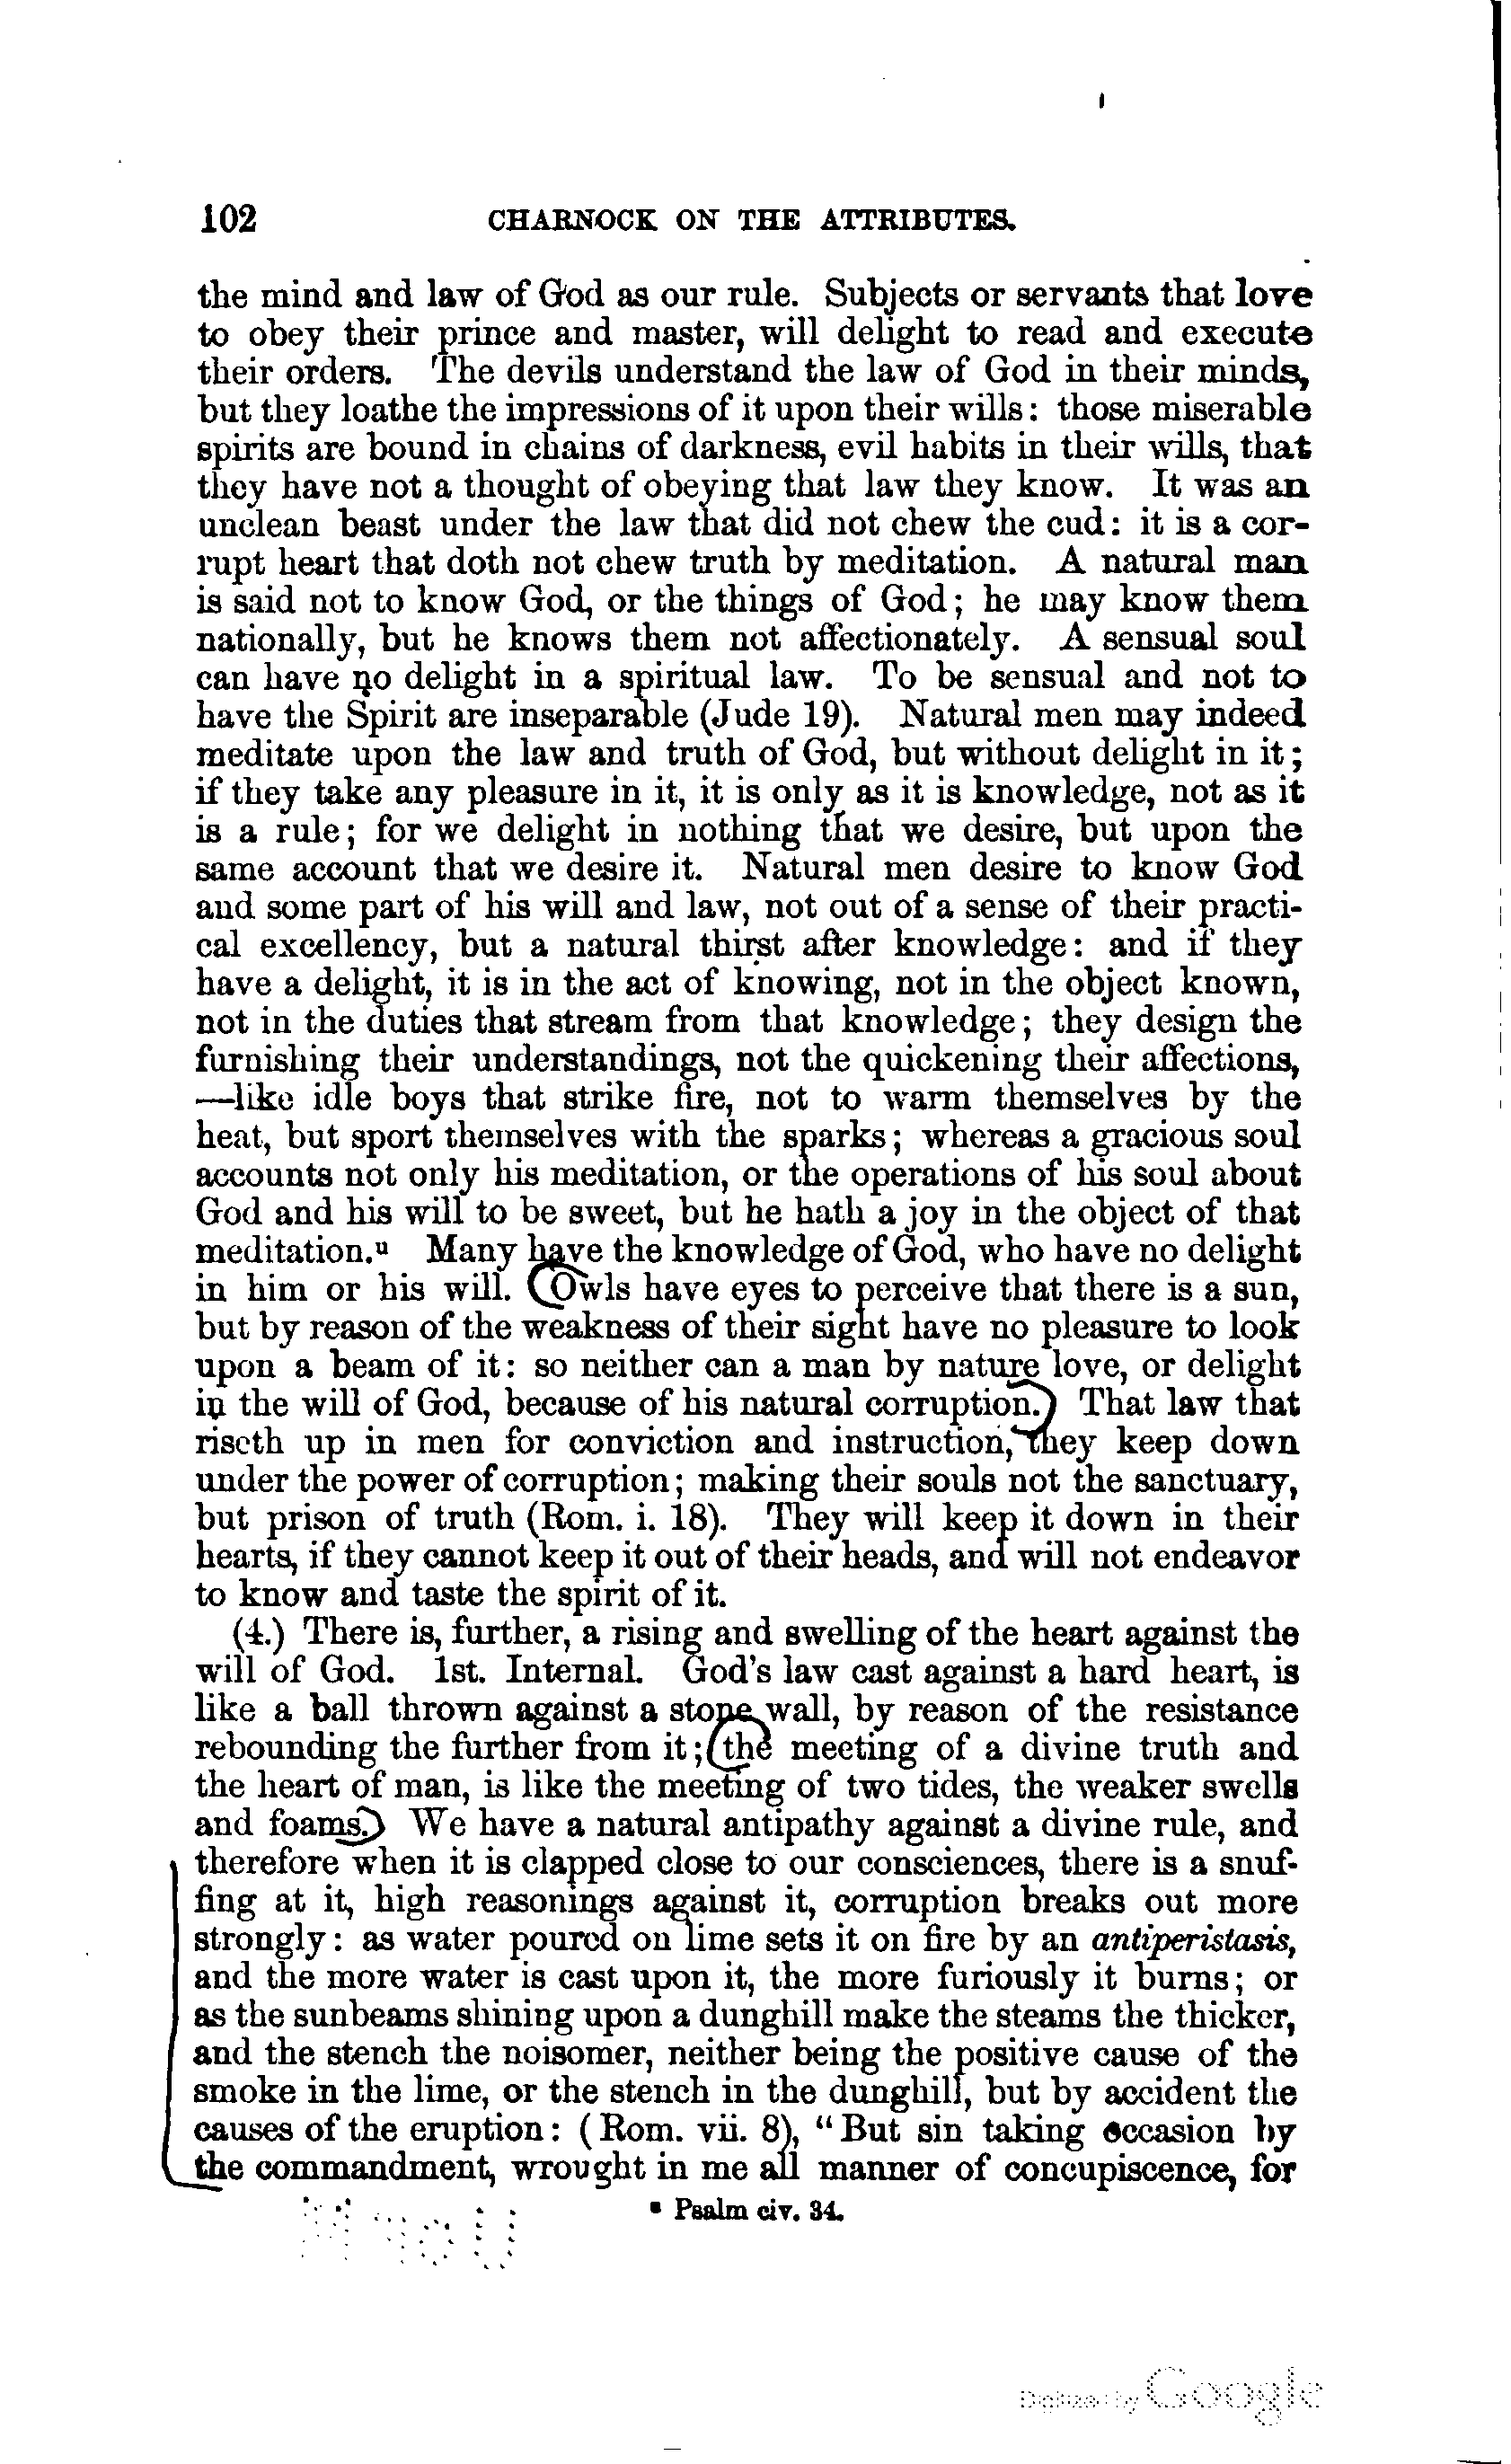 102 CHARNOCK ON THE ATTRIBUTES.
the mind and law of God as our rule. Subjects or servants that love
to obey their prince and master, will delight to read and execute
their orders. The devils understand the law of God in their minds,
but they loathe the impressions of it upon their wills: those miserable
spirits are bound in chains of darkness, evil habits in their wills, that
they have not a thought of obeying that law they know. It was an
unclean beast under the law that did not chew the cud: it is a cor-
rupt heart that doth not chew truth by meditation. A natural man
is said not to know God, or the things of God; he may know them
nationally, but he knows them not affectionately. A sensual soul
can have no delight in a spiritual law. To be sensual and not to
have the Spirit are inseparable (Jude 19). Natural men may indeed
meditate upon the law and truth of God, but without delight in it;
if they take any pleasure in it, it is only as it is knowledge, not as it
is a rule; for we delight in nothing that we desire, but upon the
same account that we desire it. Natural men desire to know God
and some part of his will and law, not out of a sense of their practi-
cal excellency, but a natural thirst after knowledge: and if they
have a delight, it is in the act of knowing, not in the object known,
not in the duties that stream from that knowledge; they design the
furnishing their understandings, not the quickening their affections,
—like idle boys that strike fire, not to warm themselves by the
heat, but sport themselves with the sparks; whereas a gracious soul
accounts not only his meditation, or the operations of his soul about
God and his will to be sweet, but he hath a joy in the object of that
meditation.u Many have the knowledge of God, who have no delight
in him or his will. Owls have eyes to perceive that there is a sun,
but by reason of the weakness of their sight have no pleasure to look
upon a beam of it: so neither can a man by nature love, or delight
in the will of God, because of his natural corruption. That law that
riseth up in men for conviction and instruction, they keep down
under the power of corruption; making their souls not the sanctuary,
but prison of truth (Rom. i. 18). They will keep it down in their
hearts, if they cannot keep it out of their heads, and will not endeavor
to know and taste the spirit of it.
(4.) There is, further, a rising and swelling of the heart against the
will of God. 1st. Internal. God's law cast against a hard heart, is
like a ball thrown against a stone wall, by reason of the resistance
rebounding the further from it; the meeting of a divine truth and
the heart of man, is like the meeting of two tides, the weaker swells
and foams. We have a natural antipathy against a divine rule, and
therefore when it is clapped close to our consciences, there is a snuf-
fing at it, high reasonings against it, corruption breaks out more
strongly: as water poured on lime sets it on fire by an antiperistasis,
and the more water is cast upon it, the more furiously it burns; or
as the sunbeams shining upon a dunghill make the steams the thicker,
and the stench the noisomer, neither being the positive cause of the
smoke in the lime, or the stench in the dunghill, but by accident the
causes of the eruption: (Rom. vii. 8), "But sin taking occasion by
the commandment, wrought in me all manner of concupiscence, for
u Psalm civ. 34.
Digitized by Google